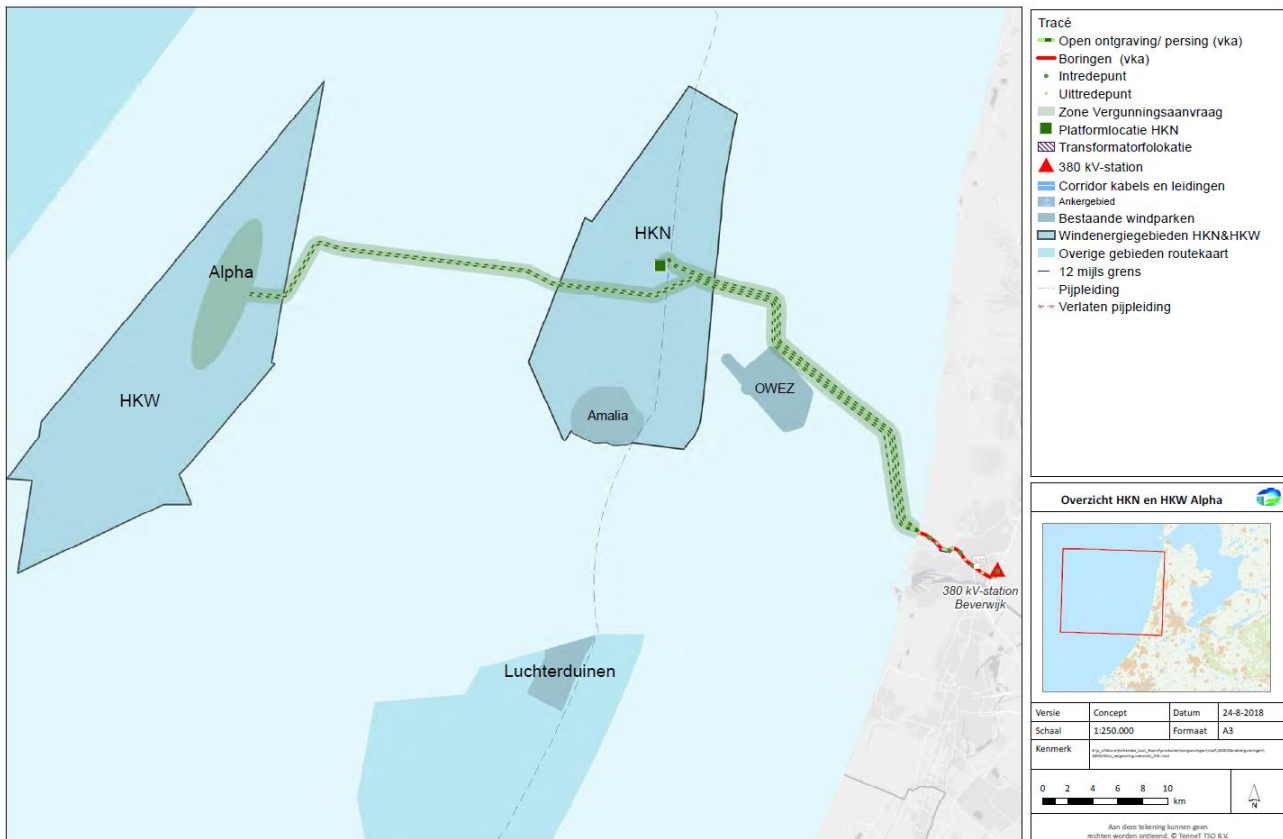 HKN
Alpha
HKW
OWEZ
Amalia
380 kV-station
Beverwijk
Luchterduinen
Tracé
Open ontgraving/ persing (vka)
Boringen (vka)
Intredepunt
Uittredepunt
Zone Vergunningsaanvraag
Platformlocatie HKN
Transformatorfolokatie
380 kV-station
Corridor kabels en leidingen
Ankergebied
Bestaande windparken
Windenergiegebieden HKN&HKW
Overige gebieden routekaart
12 mijls grens
Pijpleiding
Verlaten pijpleiding
Overzicht HKN en HKW Alpha
Versie Concept Datum 24-8-2018
Schaal 1:250.000 Formaat A3
Kenmerk
0 2 4 6 8 10
km
N
Aan deze tekening kunnen geen
rechten worden ontleend. © TenneT TSO B.V.